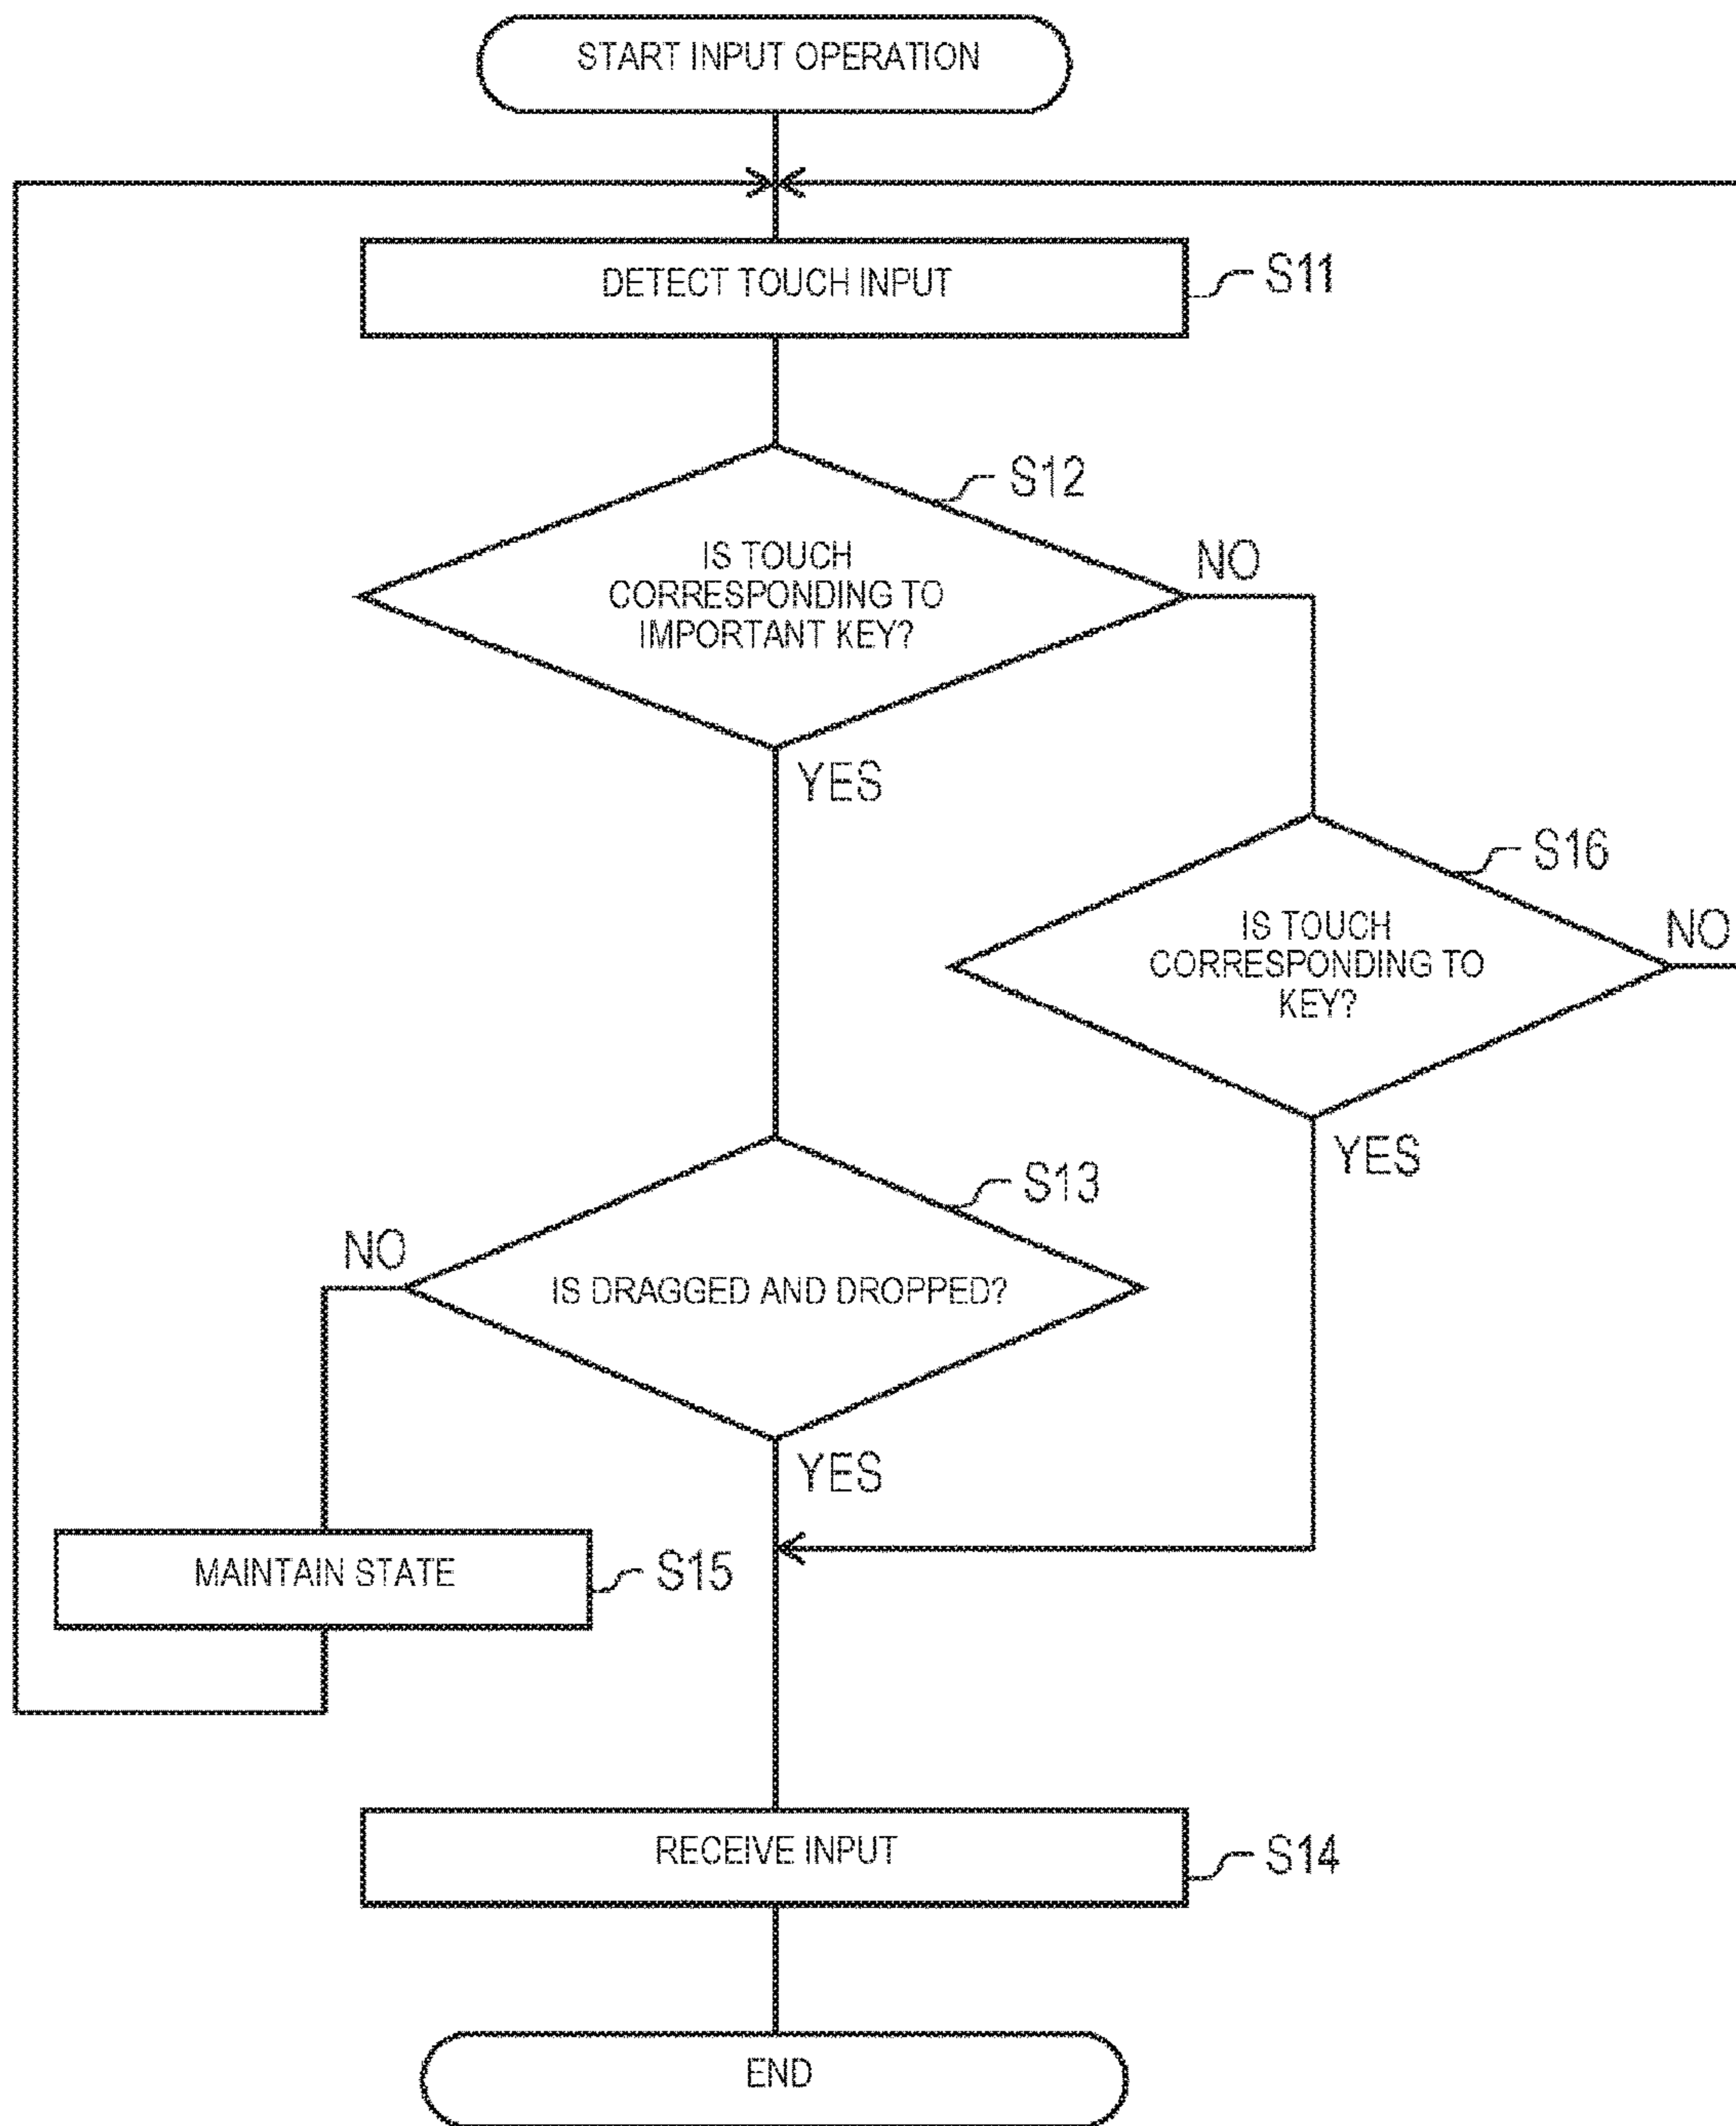 START INPUT OPERATION
DETECT TOUCH INPUT
S11
S12
IS TOUCH
CORRESPONDING TO
IMPORTANT KEY?
NO
YES
S16
IS TOUCH
CORRESPONDING TO
KEY?
NO
YES
S13
NO
IS DRAGGED AND DROPPED?
YES
MAINTAIN STATE
S15
RECEIVE INPUT
S14
END